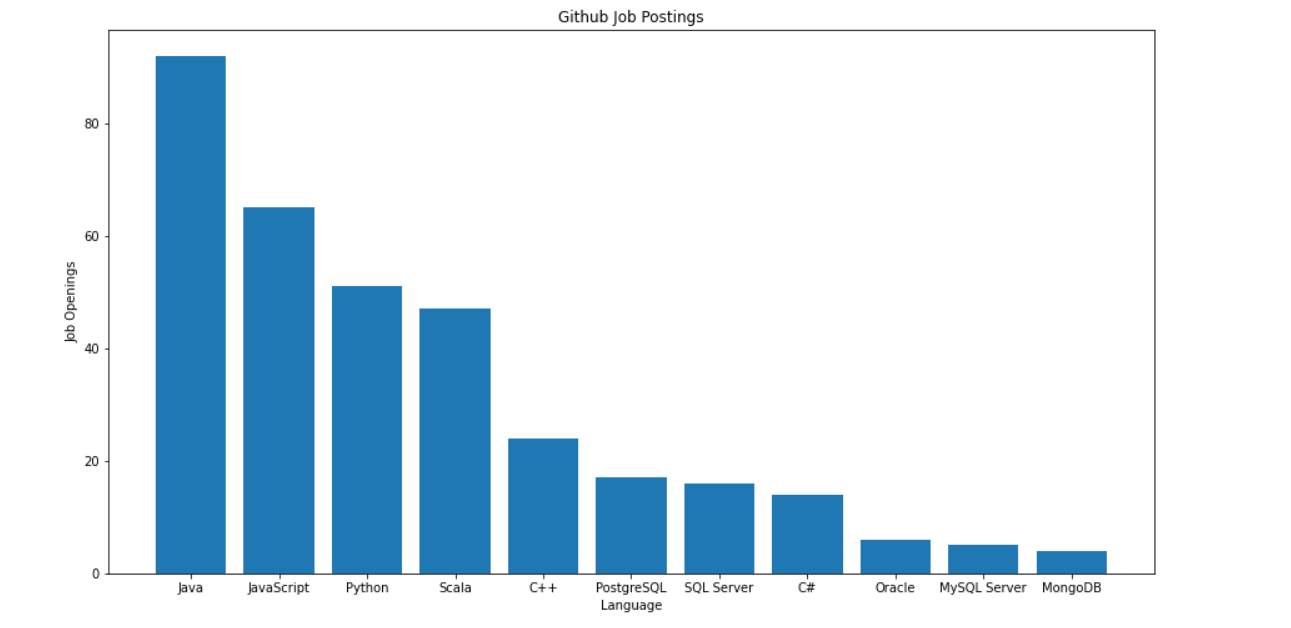 Github Job Postings
80
60
40
20
0
Job Openings
Java JavaScript Python Scala C++ PostgreSQL SQL Server C# Oracle MySQL Server MongoDB
Language